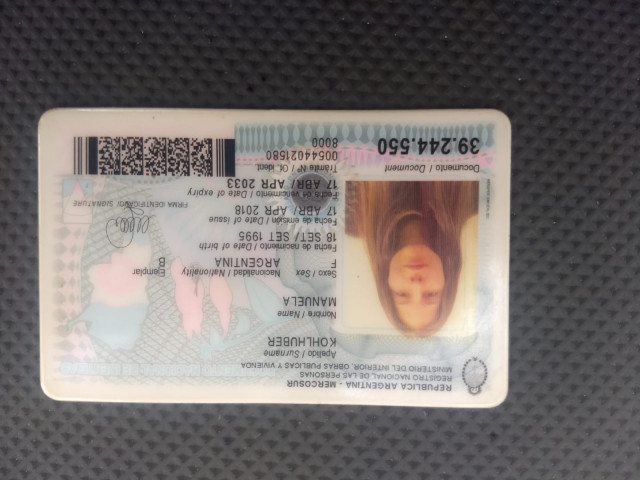 REPUBLICA ARGENTINA - MERCOSUR
REGISTRO NACIONAL DE LAS PERSONAS
MINISTERIO DEL INTERIOR, OBRAS PUBLICAS Y VIVIENDA
Apellido / Surname
KOHLHUBER
Nombre / Name
MANUELA
Sexo / Sex Nacionalidad / Nationality Ejemplar
F ARGENTINA B
Fecha de nacimiento / Date of birth
18 SET/ SET 1995
Fecha de emisión / Date of issue
17 ABR/ APR 2018
Fecha de vencimiento / Date of expiry
17 ABR/ APR 2033
FIRMA IDENTIFICADO/ SIGNATURE
Trámite Nº / Of. ident
00544021580
8000
Documento / Document
39.244.550